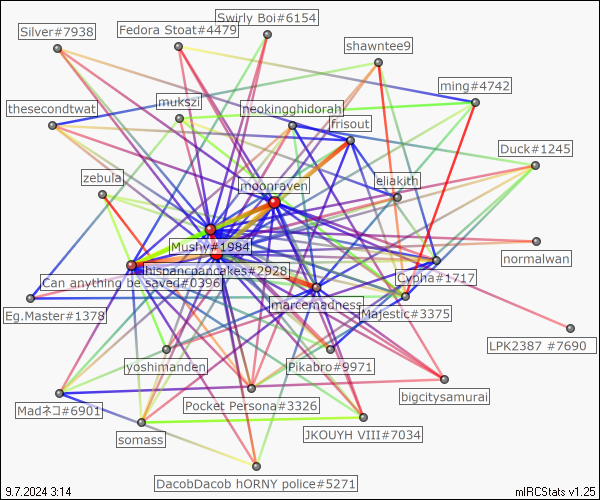 Swirly Boi#6154
Silver#7938
Fedora Stoat#4479
shawntee9
ming#4742
thesecondtwat
mukszi
neokingghidorah
frisout
Duck#1245
zebula
moonraven
eliakith
Mushy#1984
normalwan
hispancpancakes#2928
Can anything be saved#0396
Cypha#1717
marcemadness
Eg.Master#1378
Majestic#3375
LPK2387 #7690
yoshimanden
Pikabro#9971
bigcitysamurai
Madネコ#6901
Pocket Persona#3326
somass
JKOUYH VIII#7034
DacobDacob hORNY police#5271
9.7.2024 3:14
mIRCStats v1.25